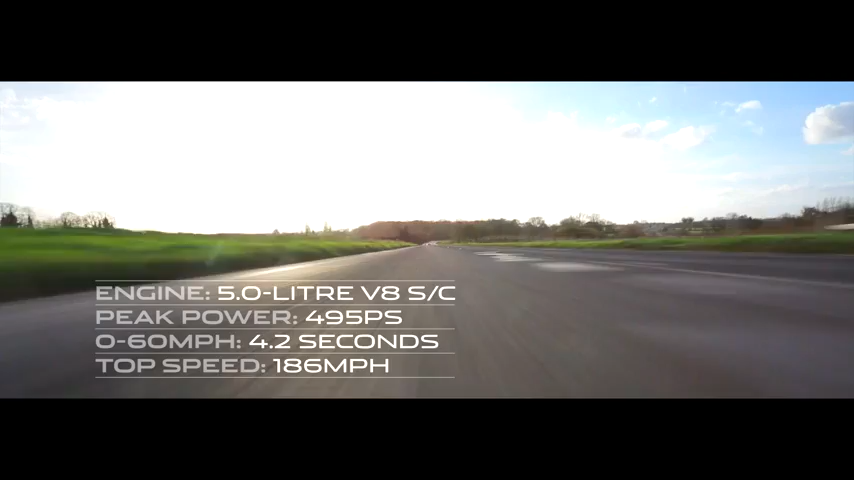 ENGINE: 5.0-LITRE V8 S/C
PEAK POWER: 495PS
0-60MPH: 4.2 SECONDS
TOP SPEED: 186MPH